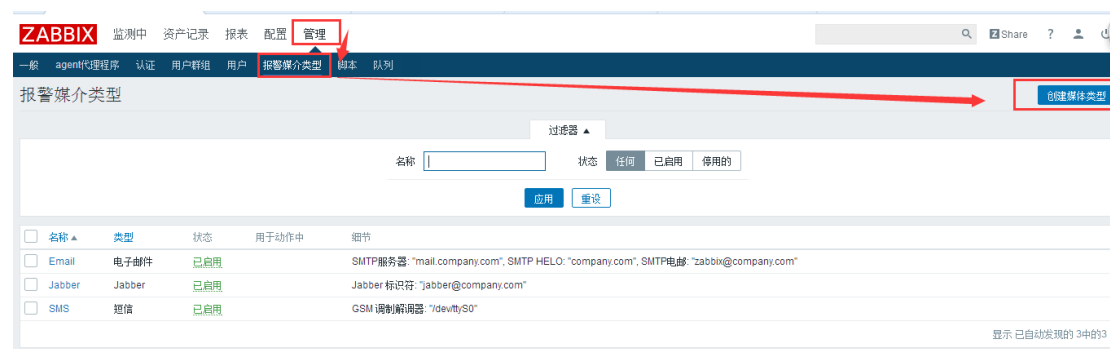 ZABBIX 监测中 资产记录 报表 配置 管理 Z Share ?
一般 agent代理程序 认证 用户群组 用户 报警媒介类型 脚本 队列
报警媒介类型 创建媒体类型
过滤器 ▲
名称 状态 任何 已启用 停用的
应用 重设
名称 ▲ 类型 状态 用于动作中 细节
Email 电子邮件 已启用 SMTP服务器: "mail.company.com", SMTP HELO: "company.com", SMTP电邮: "zabbix@company.com"
Jabber Jabber 已启用 Jabber 标识符: "jabber@company.com"
SMS 短信 已启用 GSM 调制解调器: "/dev/ttyS0"
显示 已自动发现的 3中的3